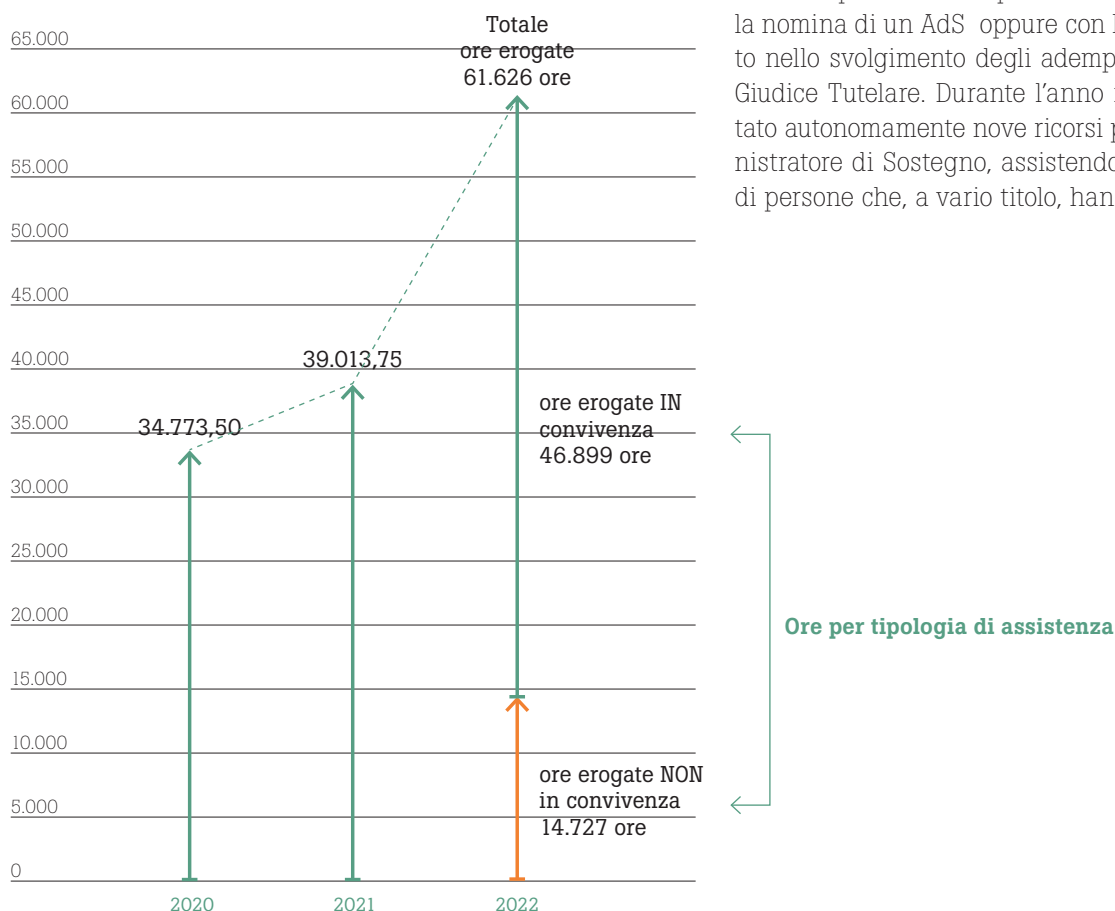 la nomina di un AdS oppure con l
to nello svolgimento degli ademp
Giudice Tutelare. Durante l'anno
tato autonomamente nove ricorsi p
nistratore di Sostegno, assistendo
di persone che, a vario titolo, han
Totale
ore erogate
61.626 ore
65.000
60.000
55.000
50.000
45.000
40.000
35.000
30.000
25.000
20.000
15.000
10.000
5.000
0
34.773,50
39.013,75
ore erogate IN
convivenza
46.899 ore
ore erogate NON
in convivenza
14.727 ore
Ore per tipologia di assistenza
2020
2021
2022